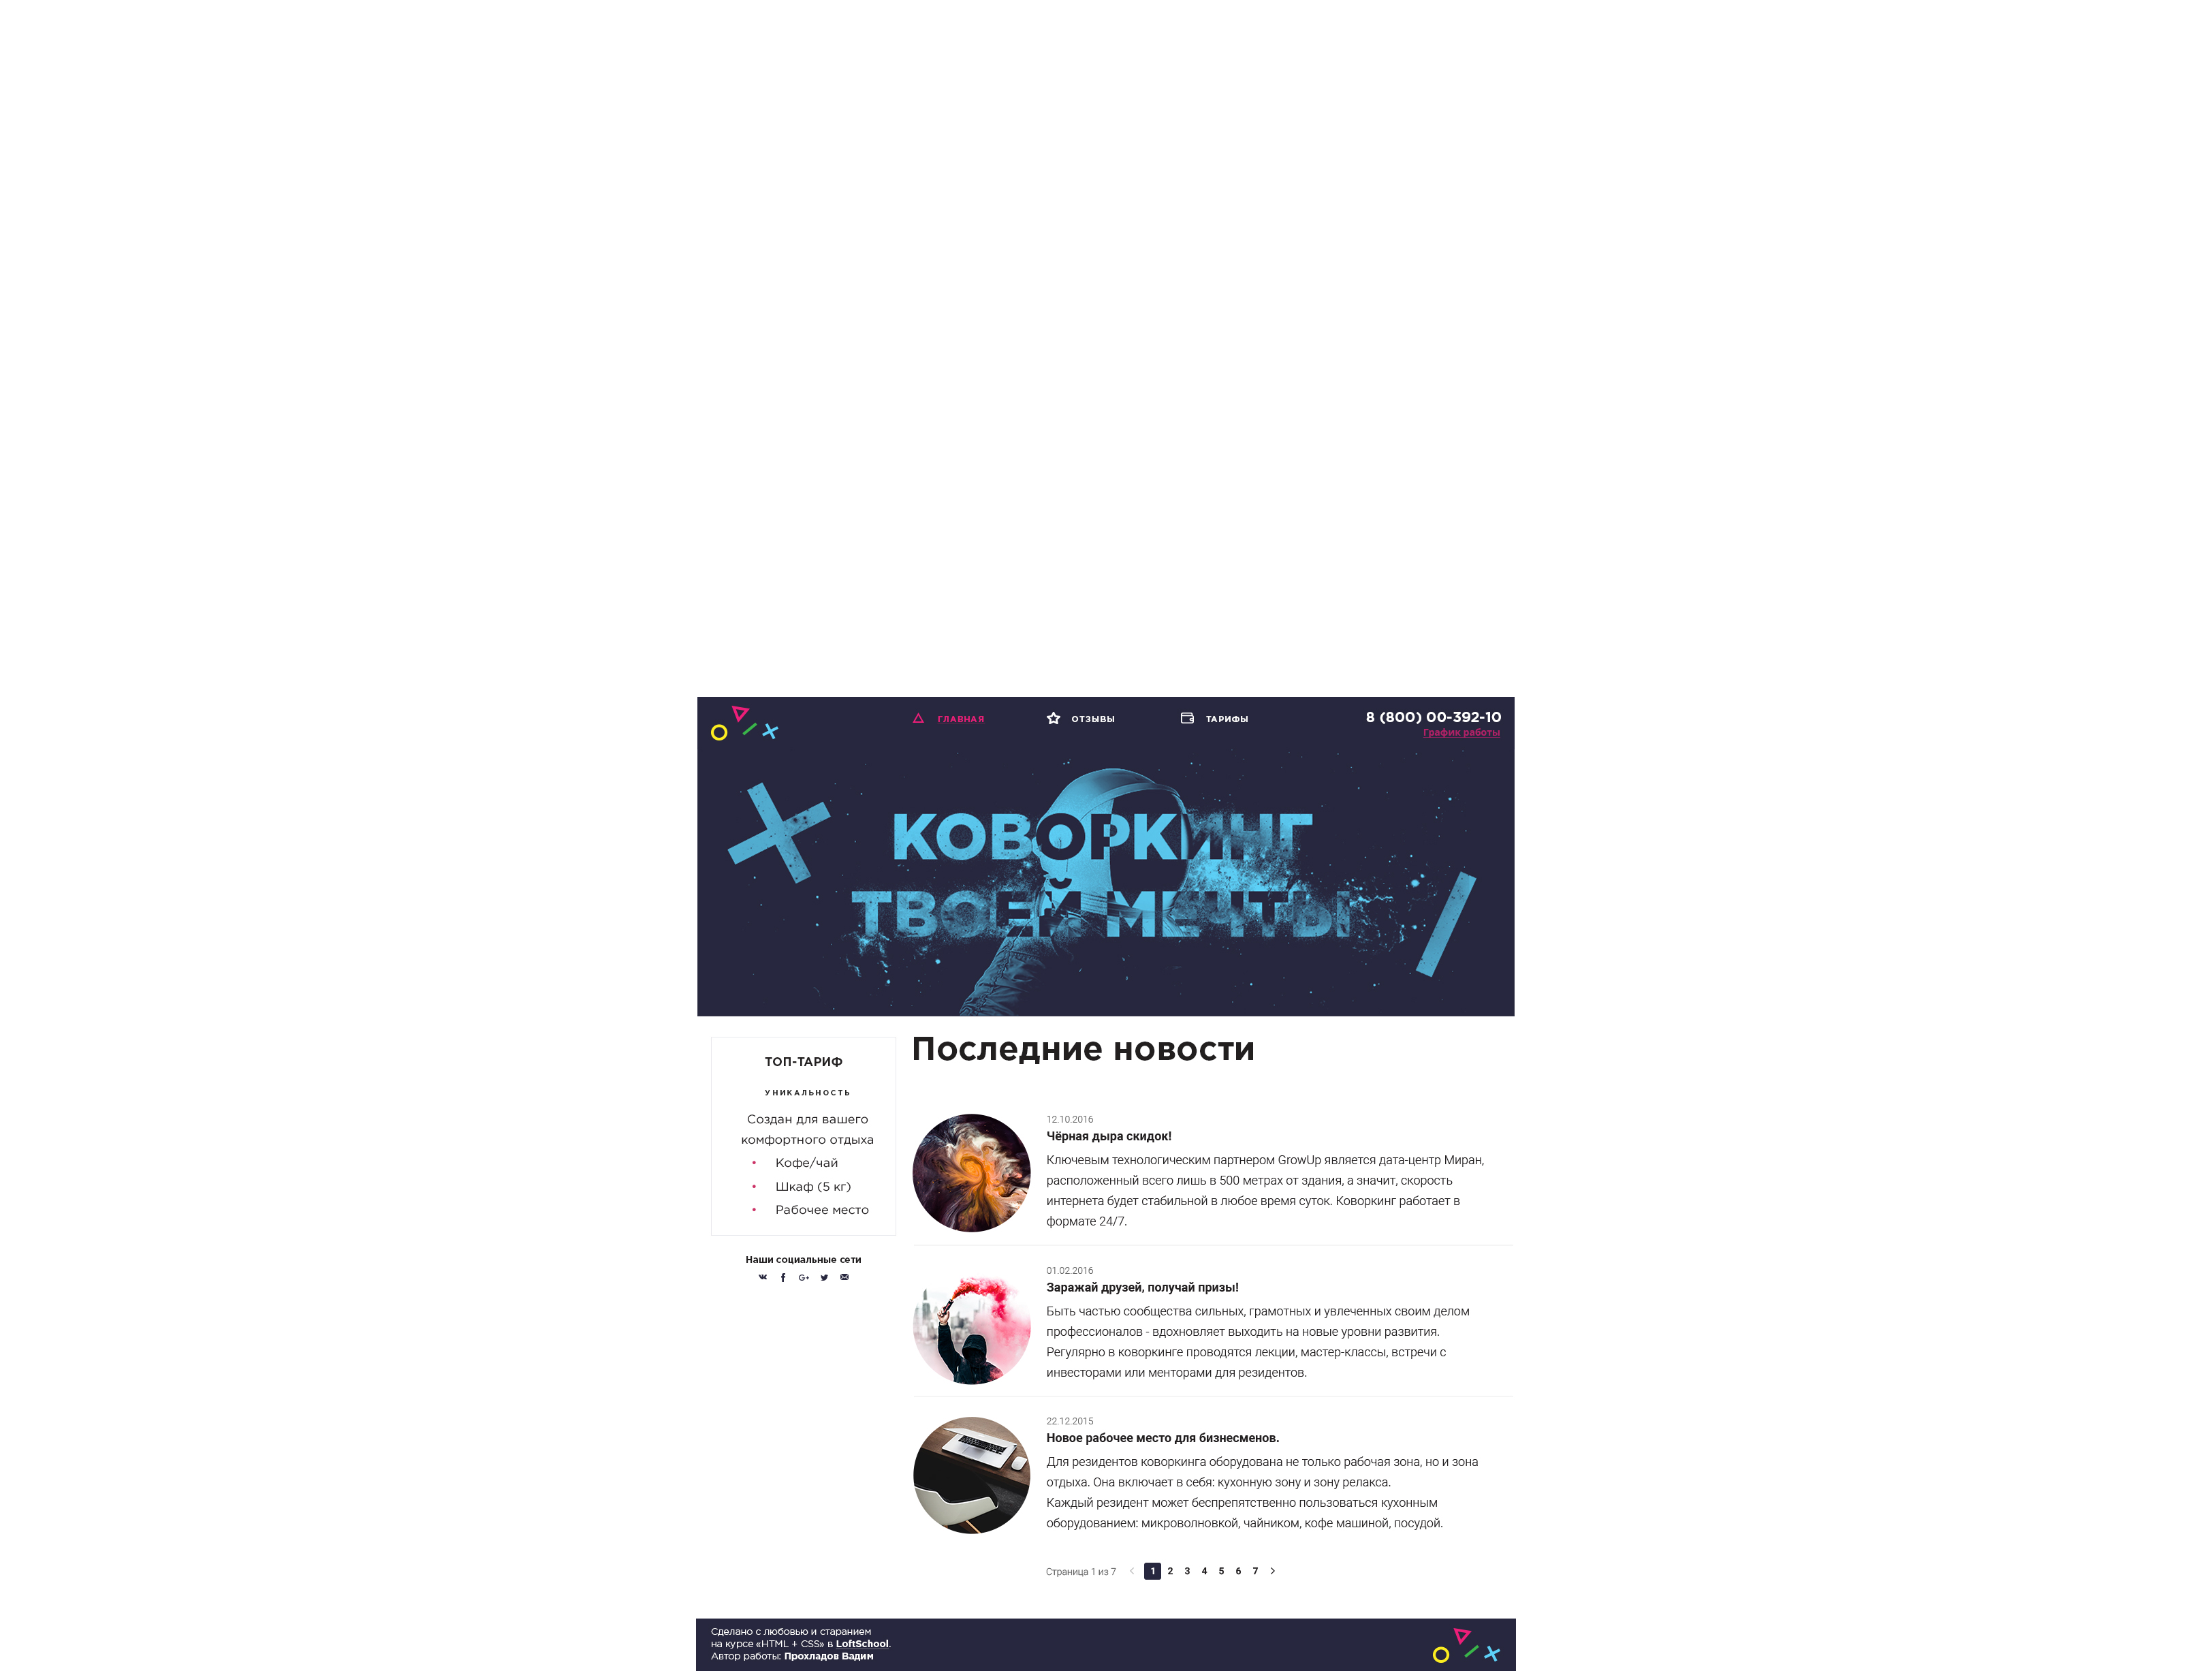 ГЛАВНАЯ
ОТЗЫВЫ
ТАРИФЫ
8 (800) 00-392-10
График работы
КОВОРКИНГ
ТВОЕЙ МЕЧТЫ
ТОП-ТАРИФ
УНИКАЛЬНОСТЬ
Создан для вашего
комфортного отдыха
• Кофе/чай
• Шкаф (5 кг)
• Рабочее место
Наши социальные сети
G+
Последние новости
12.10.2016
Чёрная дыра скидок!
Ключевым технологическим партнером GrowUp является дата-центр Миран,
расположенный всего лишь в 500 метрах от здания, а значит, скорость
интернета будет стабильной в любое время суток. Коворкинг работает в
формате 24/7.
01.02.2016
Заражай друзей, получай призы!
Быть частью сообщества сильных, грамотных и увлеченных своим делом
профессионалов - вдохновляет выходить на новые уровни развития.
Регулярно в коворкинге проводятся лекции, мастер-классы, встречи с
инвесторами или менторами для резидентов.
22.12.2015
Новое рабочее место для бизнесменов.
Для резидентов коворкинга оборудована не только рабочая зона, но и зона
отдыха. Она включает в себя: кухонную зону и зону релакса.
Каждый резидент может беспрепятственно пользоваться кухонным
оборудованием: микроволновкой, чайником, кофе машиной, посудой.
Страница 1 из 7 1 2 3 4 5 6 7
Сделано с любовью и старанием
на курсе «HTML + CSS» в LoftSchool.
Автор работы: Прохладов Вадим